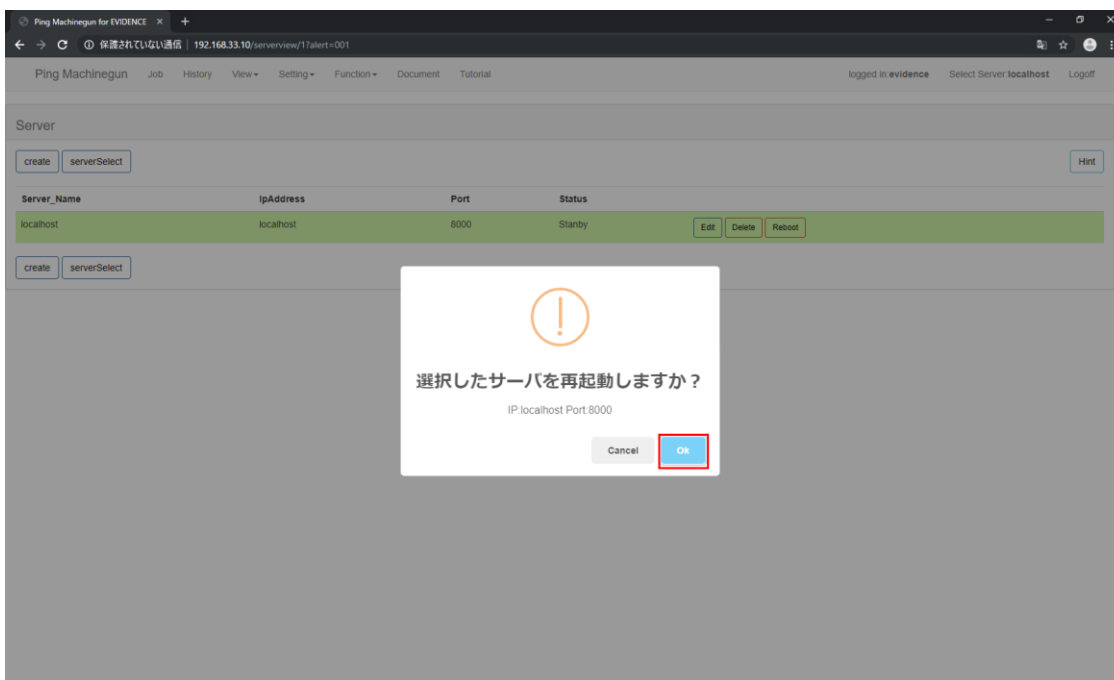 Ping Machinegun for EVIDENCE
保護されていない通信 | 192.168.33.10/serverview/1?alert=001
Ping Machinegun Job History View Setting Function Document Tutorial logged in:evidence Select Server:localhost Logoff
Server
create serverSelect Hint
Server_Name IpAddress Port Status
localhost localhost 8000 Stanby Edit Delete Reboot
create serverSelect
選択したサーバを再起動しますか？
IP:localhost Port:8000
Cancel Ok